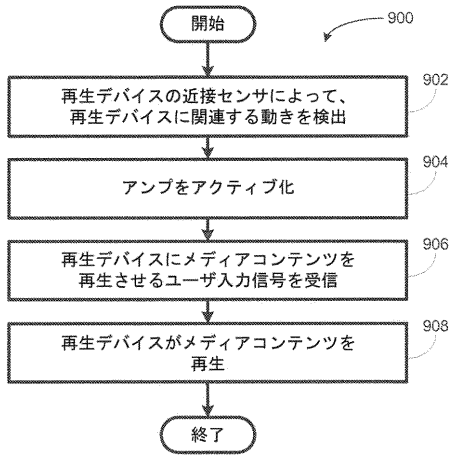 開始
900
再生デバイスの近接センサによって、
再生デバイスに関連する動きを検出
902
アンプをアクティブ化
904
再生デバイスにメディアコンテンツを
再生させるユーザ入力信号を受信
906
再生デバイスがメディアコンテンツを
再生
908
終了